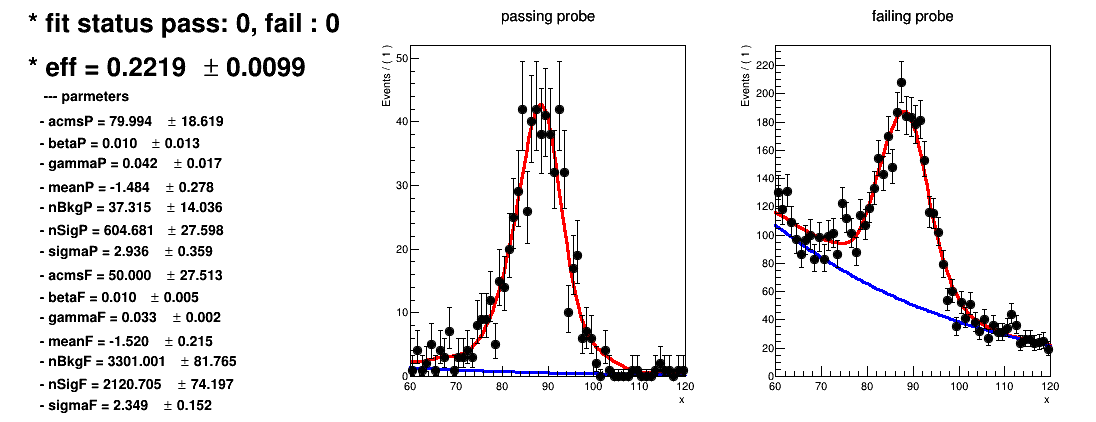 * fit status pass: 0, fail : 0
* eff = 0.2219 ± 0.0099
--- parmeters
- acmsP = 79.994 ± 18.619
- betaP = 0.010 ± 0.013
- gammaP = 0.042 ± 0.017
- meanP = -1.484 ± 0.278
- nBkgP = 37.315 ± 14.036
- nSigP = 604.681 ± 27.598
- sigmaP = 2.936 ± 0.359
- acmsF = 50.000 ± 27.513
- betaF = 0.010 ± 0.005
- gammaF = 0.033 ± 0.002
- meanF = -1.520 ± 0.215
- nBkgF = 3301.001 ± 81.765
- nSigF = 2120.705 ± 74.197
- sigmaF = 2.349 ± 0.152
passing probe
Events / ( 1 )
50
40
30
20
10
0
60 70 80 90 100 110 120
x
failing probe
Events / ( 1 )
220
200
180
160
140
120
100
80
60
40
20
0
60 70 80 90 100 110 120
x